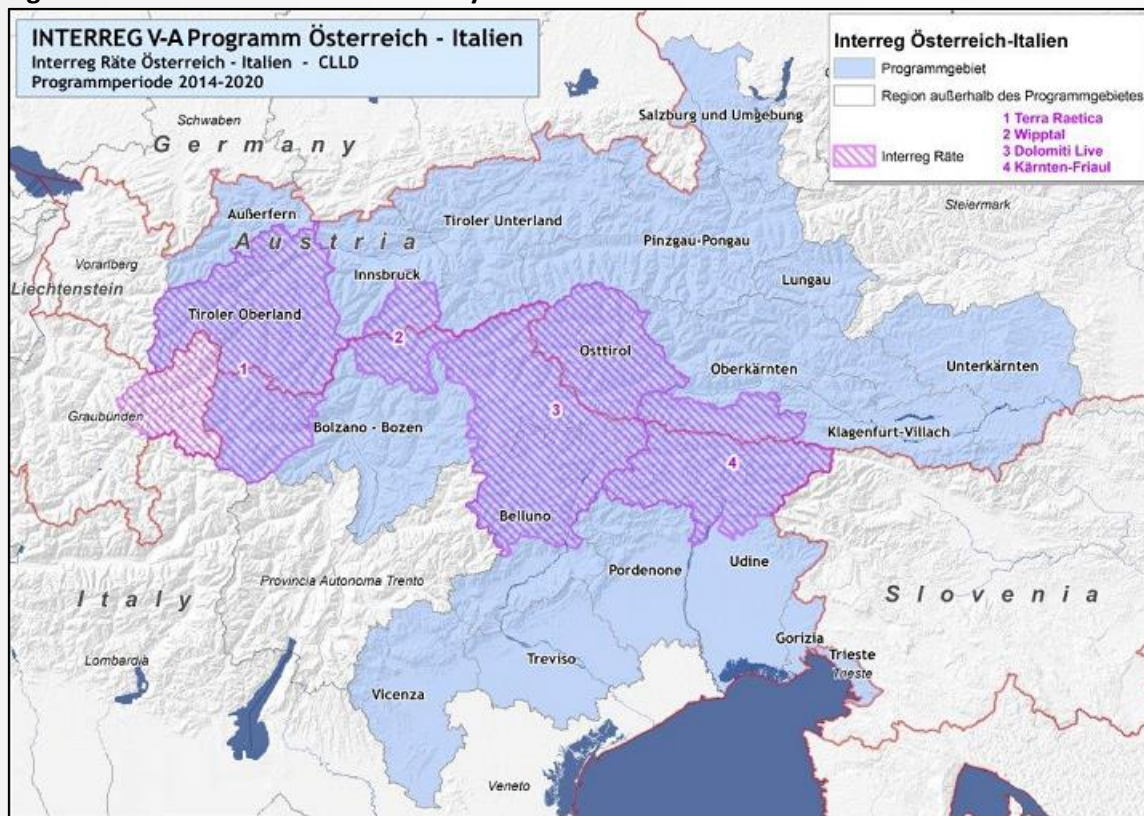 INTERREG V-A Programm Österreich - Italien
Interreg Räte Österreich - Italien - CLLD
Programmperiode 2014-2020
Interreg Österreich-Italien
Programmgebiet
Region außerhalb des Programmgebietes
Interreg Räte
1 Terra Raetica
2 Wipptal
3 Dolomiti Live
4 Kärnten-Friaul
Schwaben
Germany
Salzburg und Umgebung
Steiermark
Außerfern
Tiroler Unterland
Austria
Pinzgau-Pongau
Vorarlberg
Innsbruck
Lungau
Liechtenstein
Tiroler Oberland
2
Osttirol
Oberkärnten
Unterkärnten
1
Graubünden
3
Bolzano - Bozen
Klagenfurt-Villach
4
Belluno
Udine
Pordenone
Provincia Autonoma Trento
Italy
Slovenia
Gorizia
Treviso
Trieste
Trieste
Lombardia
Vicenza
Veneto